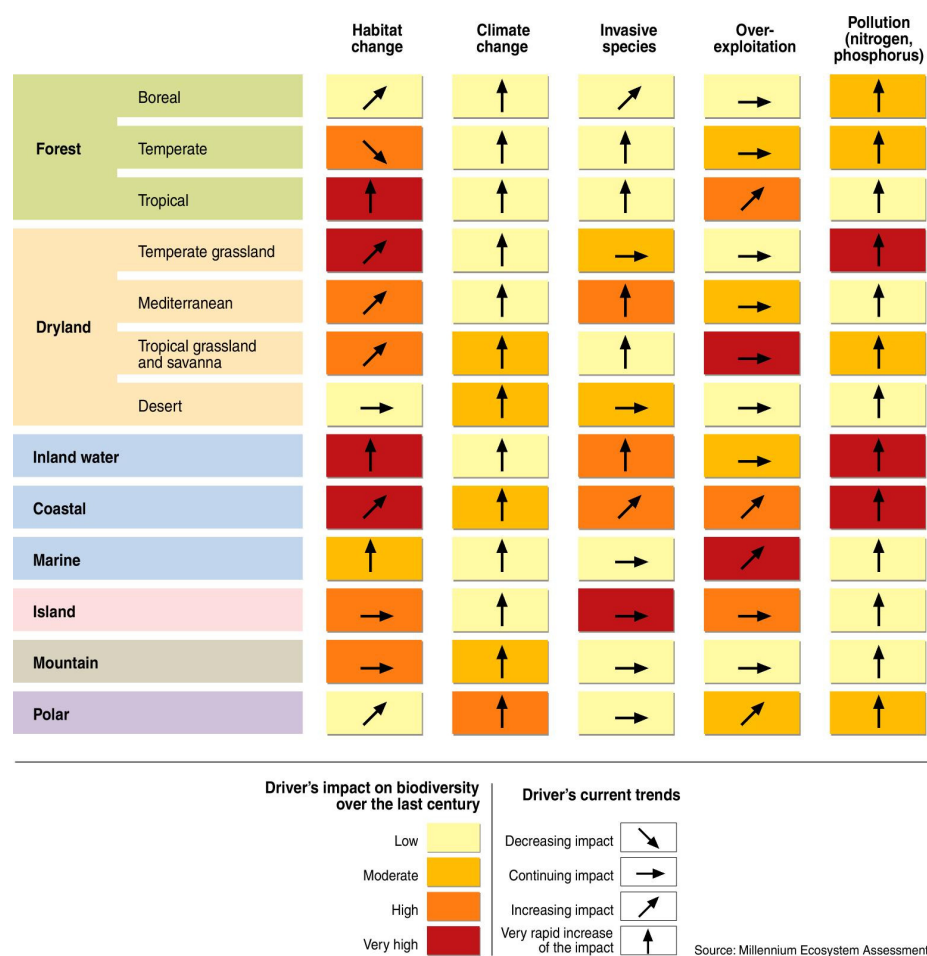 Habitat
change
Climate
change
Invasive
species
Over-
exploitation
Pollution
(nitrogen,
phosphorus)
Forest
Boreal
Temperate
Tropical
Dryland
Temperate grassland
Mediterranean
Tropical grassland
and savanna
Desert
Inland water
Coastal
Marine
Island
Mountain
Polar
Driver's impact on biodiversity
over the last century
Low
Moderate
High
Very high
Driver's current trends
Decreasing impact
Continuing impact
Increasing impact
Very rapid increase
of the impact
Source: Millennium Ecosystem Assessment